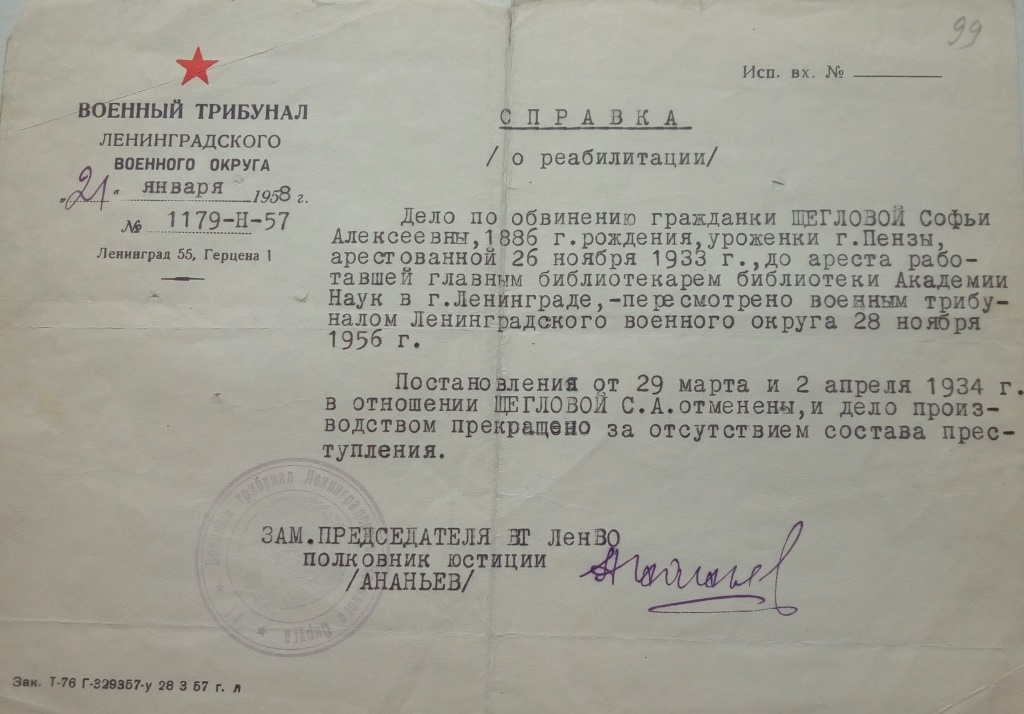 99
Исп. вх. №
ВОЕННЫЙ ТРИБУНАЛ
ЛЕНИНГРАДСКОГО
ВОЕННОГО ОКРУГА
„21“ января 1958 г.
№ 1179-Н-57
Ленинград 55, Герцена 1
СПРАВКА
/о реабилитации/
Дело по обвинению гражданки ЩЕГЛОВОЙ Софьи
Алексеевны,1886 г.рождения,уроженки г.Пензы,
арестованной 26 ноября 1933 г.,до ареста рабо-
тавшей главным библиотекарем библиотеки Академии
Наук в г.Ленинграде,-пересмотрено военным трибу-
налом Ленинградского военного округа 28 ноября
1956 г.
Постановления от 29 марта и 2 апреля 1934 г.
в отношении ЩЕГЛОВОЙ С.А.отменены,и дело произ-
водством прекращено за отсутствием состава прес-
тупления.
ЗАМ.ПРЕДСЕДАТЕЛЯ ВТ ЛенВО
полковник юстиции
/АНАНЬЕВ/
Зак. Т-76 Г-329357-у 28 3 57 г. л